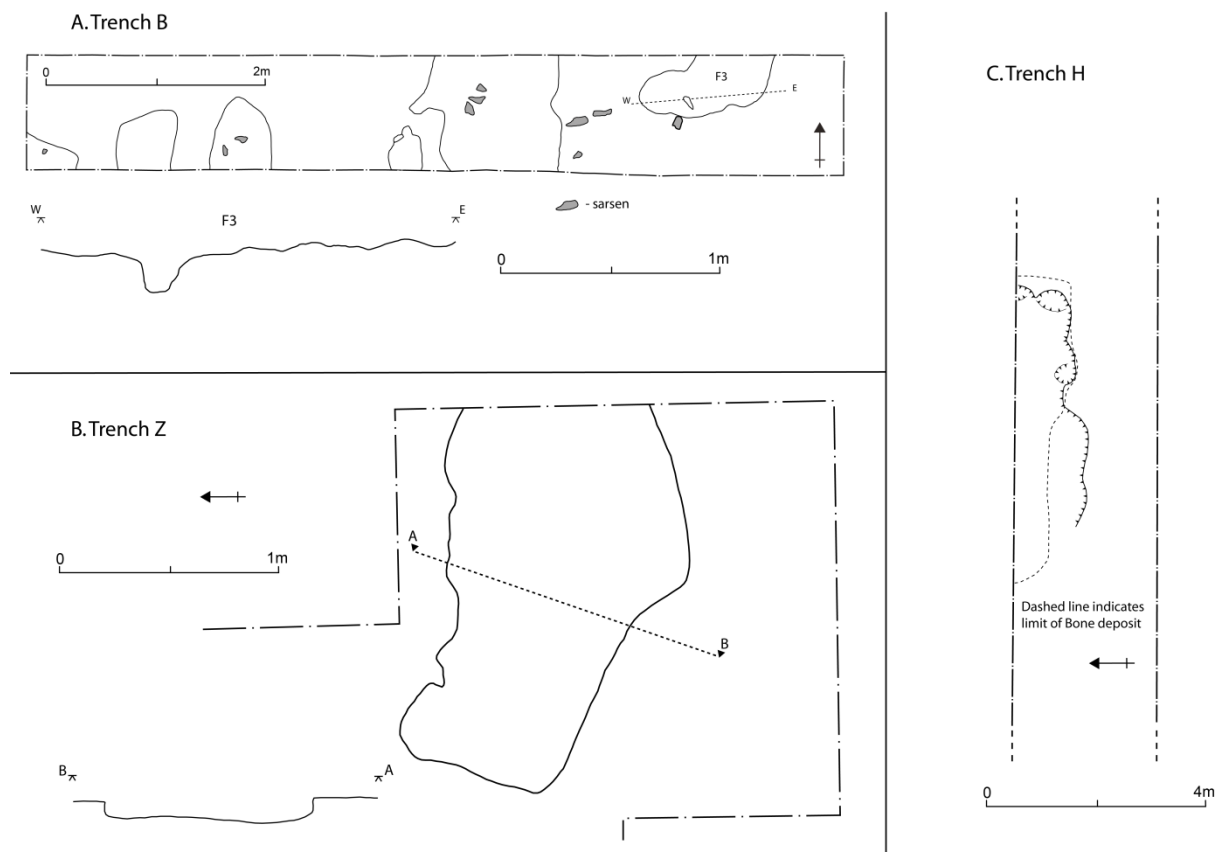 A. Trench B
0 2m
F3
W E
W E
F3
- sarsen
0 1m
B. Trench Z
0 1m
A
B
B A
C. Trench H
Dashed line indicates
limit of Bone deposit
0 4m